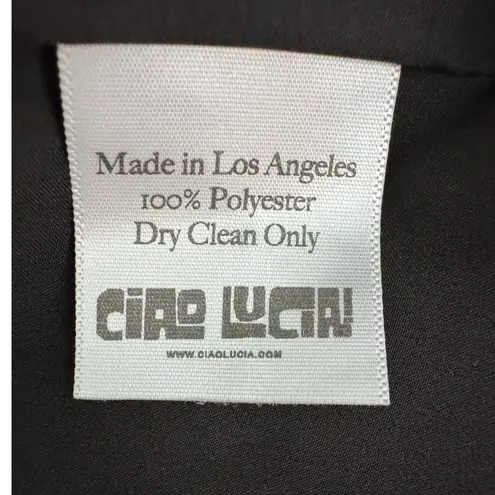 Made in Los Angeles
100% Polyester
Dry Clean Only
CIAO LUCIA!
WWW.CIAOLUCIA.COM